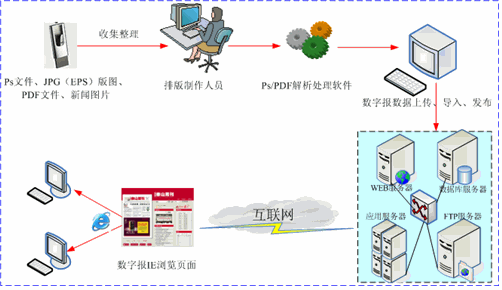 收集整理
Ps文件、JPG（EPS）版图、
PDF文件、新闻图片
排版制作人员
Ps/PDF解析处理软件
数字报数据上传、导入、发布
WEB服务器
数据库服务器
应用服务器
FTP服务器
互联网
数字报IE浏览页面